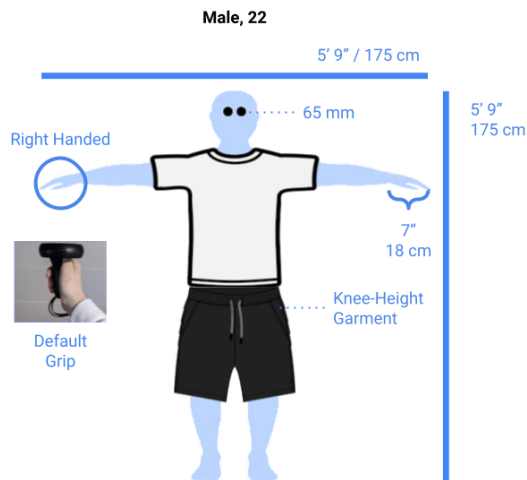 Male, 22
5’ 9” / 175 cm
65 mm
5’ 9”
175 cm
Right Handed
7”
18 cm
Knee-Height
Garment
Default
Grip